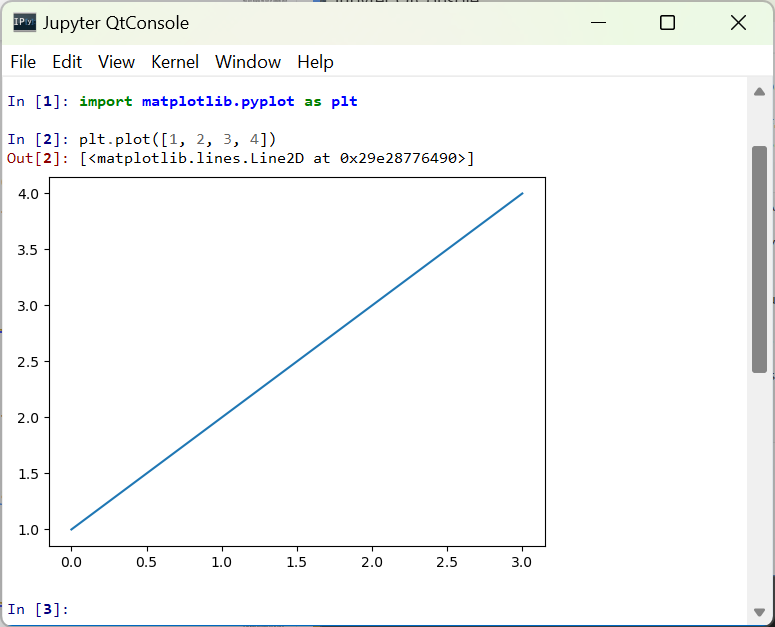 Jupyter QtConsole
File Edit View Kernel Window Help
In [1]: import matplotlib.pyplot as plt
In [2]: plt.plot([1, 2, 3, 4])
Out[2]: [<matplotlib.lines.Line2D at 0x29e28776490>]
4.0
3.5
3.0
2.5
2.0
1.5
1.0
0.0 0.5 1.0 1.5 2.0 2.5 3.0
In [3]: